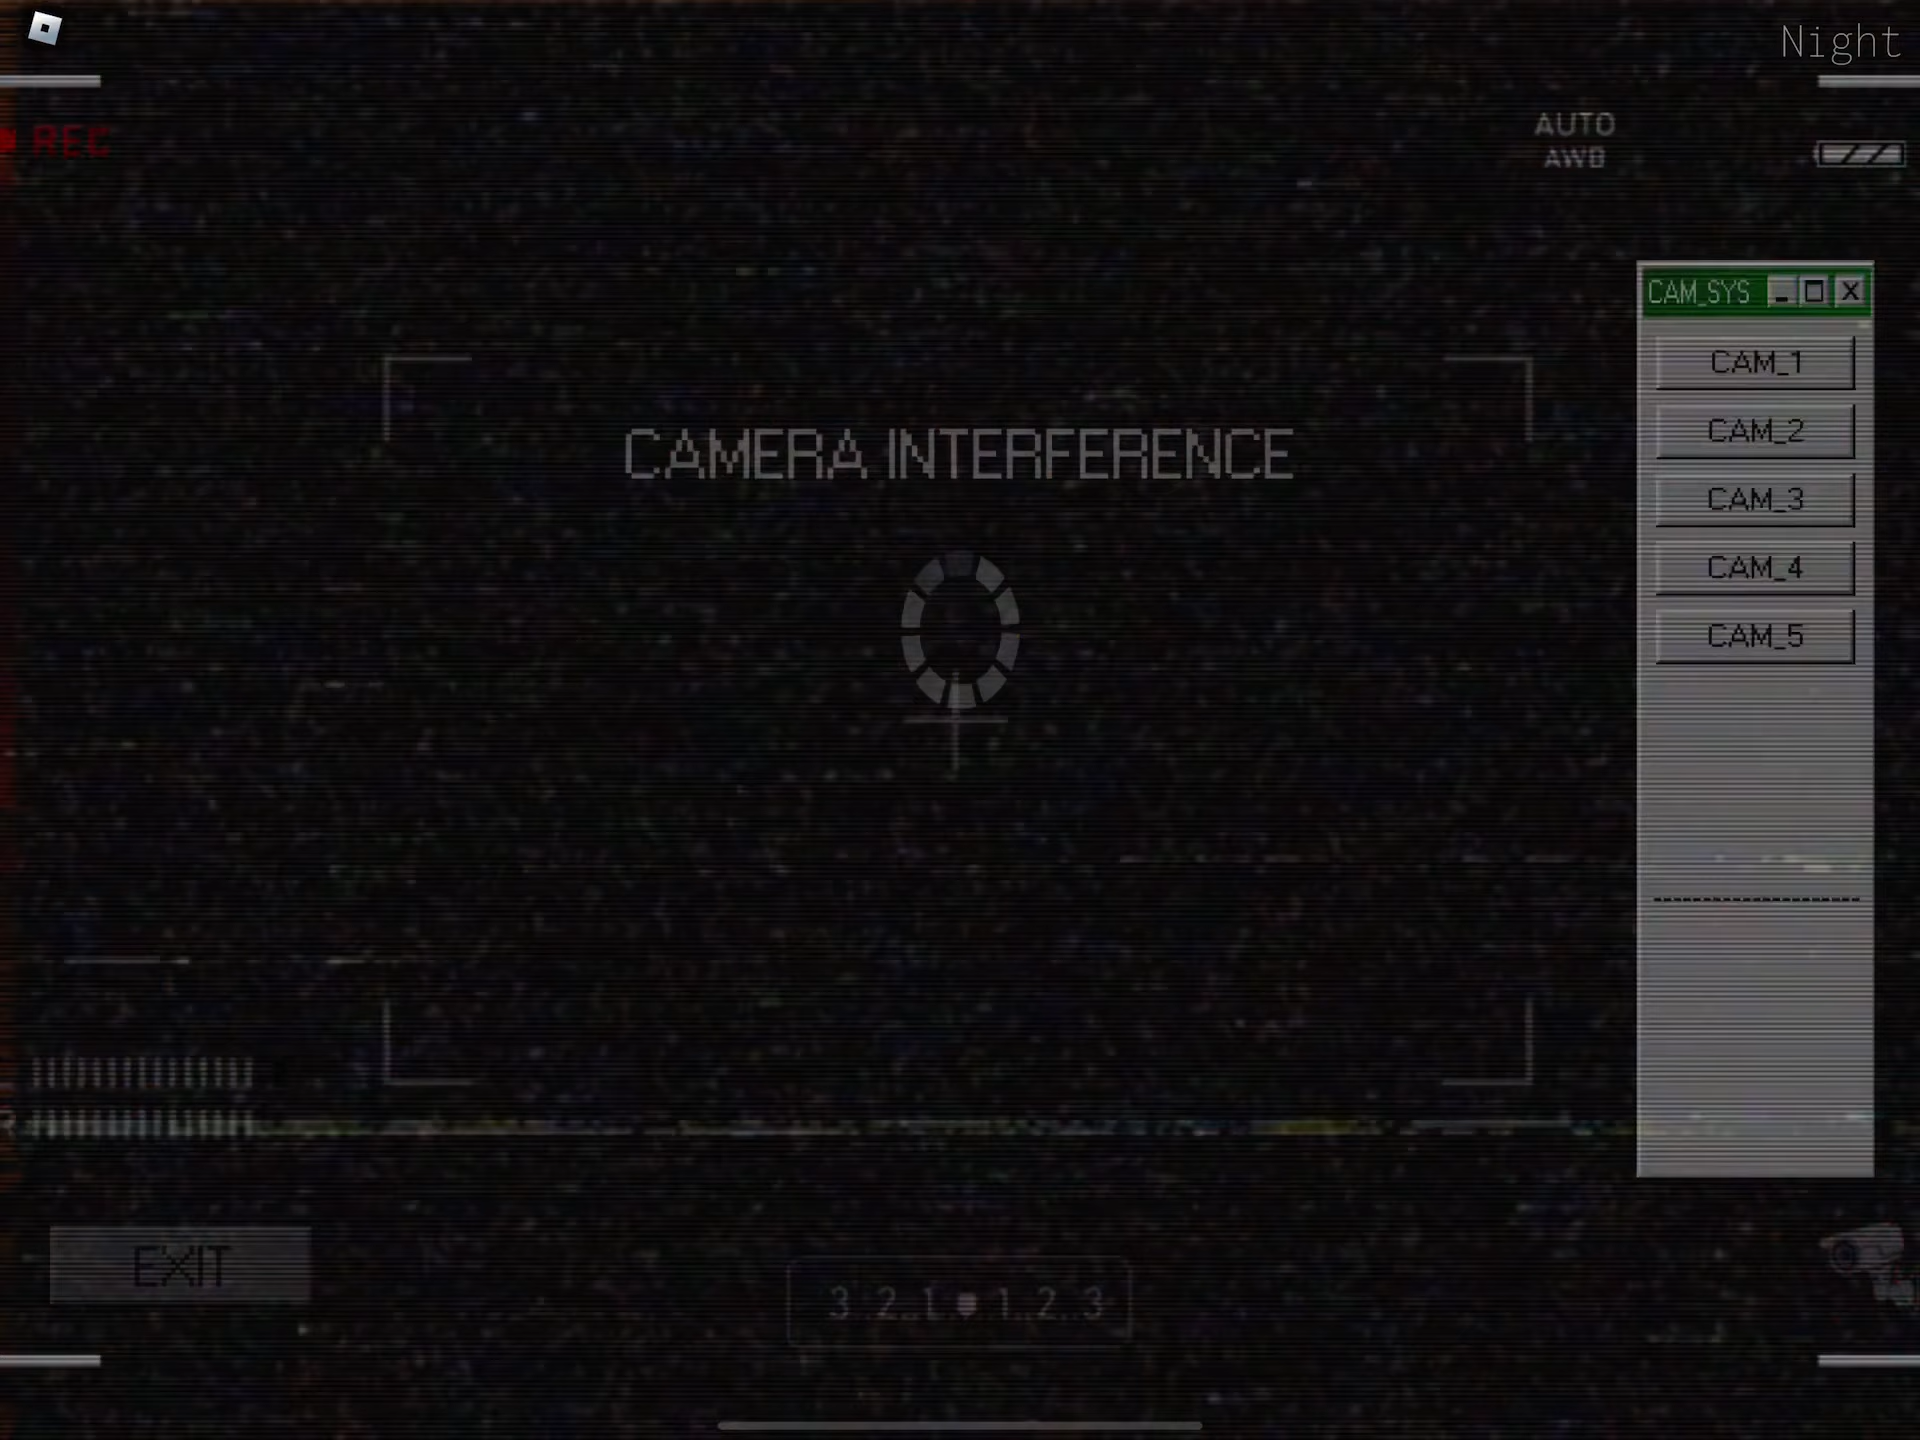 Night
REC
AUTO
AWB
CAM_SYS
CAM_1
CAM_2
CAM_3
CAM_4
CAM_5
CAMERA INTERFERENCE
R
EXIT
3..2..1 1..2..3